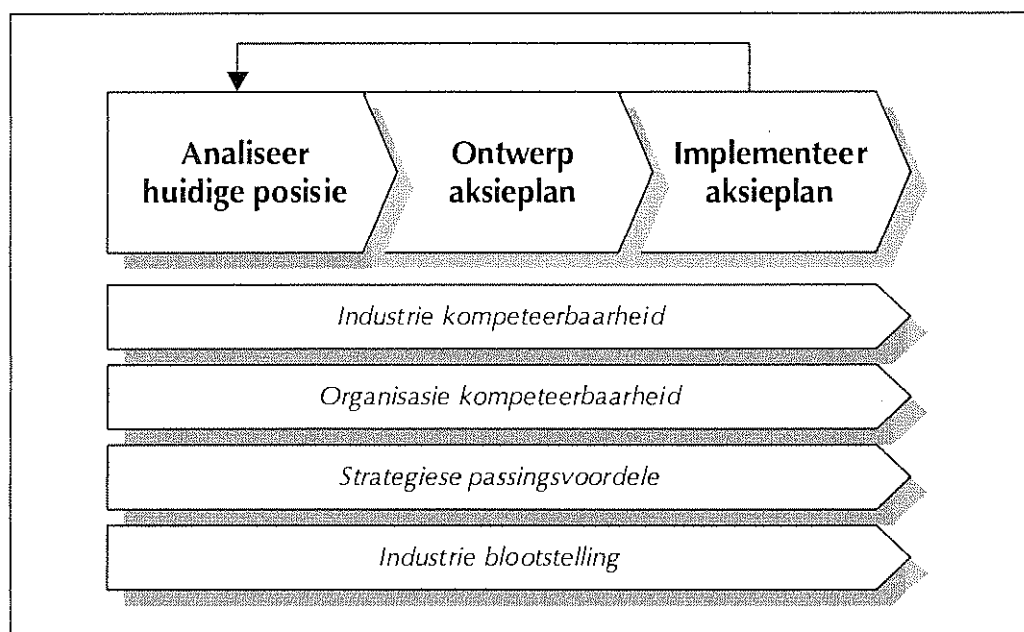 Analiseer
huidige posisie
Ontwerp
aksieplan
Implementeer
aksieplan
Industrie kompeteerbaarheid
Organisasie kompeteerbaarheid
Strategiese passingsvoordele
Industrie blootstelling